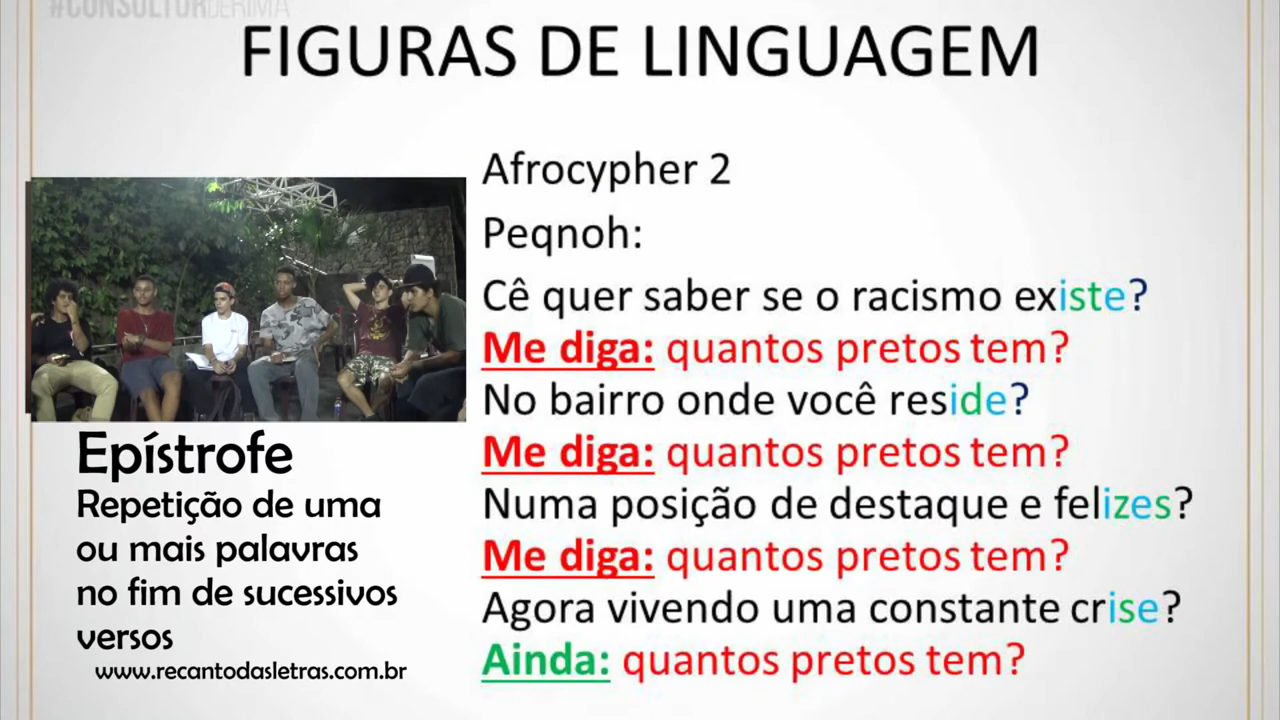 #CONSULTORDERIMA
FIGURAS DE LINGUAGEM
Afrocypher 2
Peqnoh:
Cê quer saber se o racismo existe?
Me diga: quantos pretos tem?
No bairro onde você reside?
Me diga: quantos pretos tem?
Numa posição de destaque e felizes?
Me diga: quantos pretos tem?
Agora vivendo uma constante crise?
Ainda: quantos pretos tem?
Epístrofe
Repetição de uma
ou mais palavras
no fim de sucessivos
versos
www.recantodasletras.com.br